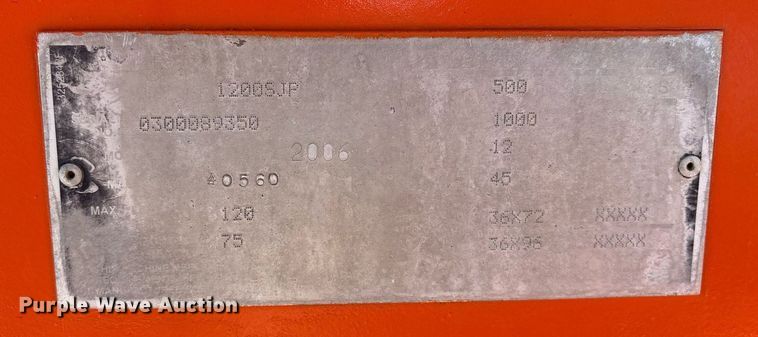 1200SJP 500
0300089350 1000
2006 12
40560 45
MAX. 120 36X72 XXXXX
75 36X96 XXXXX
Purple Wave Auction